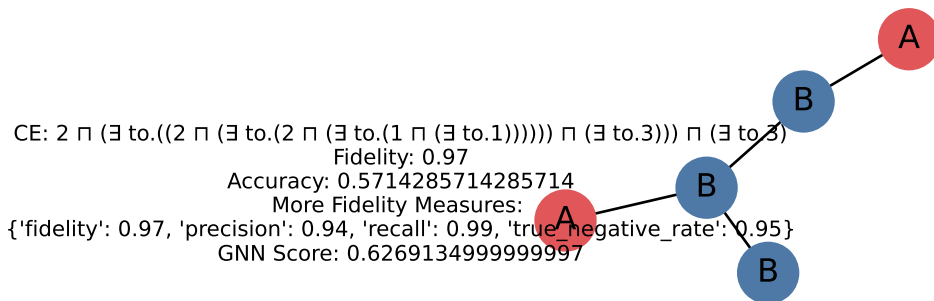 A
B
CE: 2 ⊓ (∃ to.((2 ⊓ (∃ to.(2 ⊓ (∃ to.(1 ⊓ (∃ to.1)))))) ⊓ (∃ to.3))) ⊓ (∃ to.3)
Fidelity: 0.97
Accuracy: 0.5714285714285714
B
More Fidelity Measures:
A
{'fidelity': 0.97, 'precision': 0.94, 'recall': 0.99, 'true_negative_rate': 0.95}
GNN Score: 0.6269134999999997
B